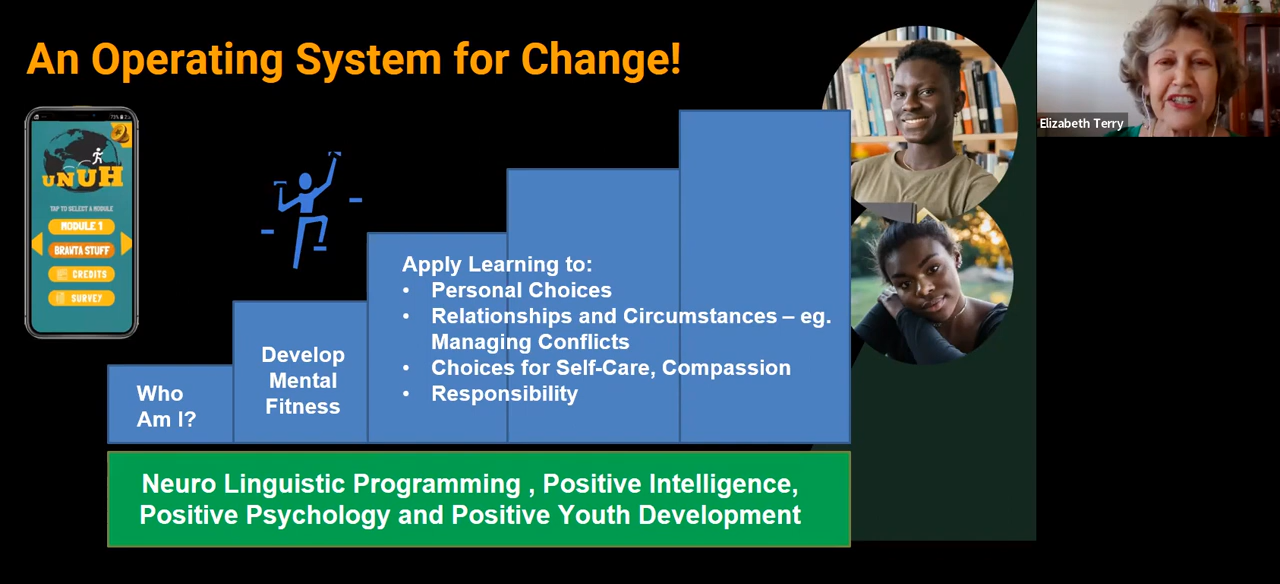 An Operating System for Change!
Elizabeth Terry
UNUH
TAP TO SELECT A MODULE
MODULE 1
BRAVTA STUFF
CREDITS
SURVEY
Who
Am I?
Develop
Mental
Fitness
Apply Learning to:
• Personal Choices
• Relationships and Circumstances – eg.
Managing Conflicts
• Choices for Self-Care, Compassion
• Responsibility
Neuro Linguistic Programming , Positive Intelligence,
Positive Psychology and Positive Youth Development